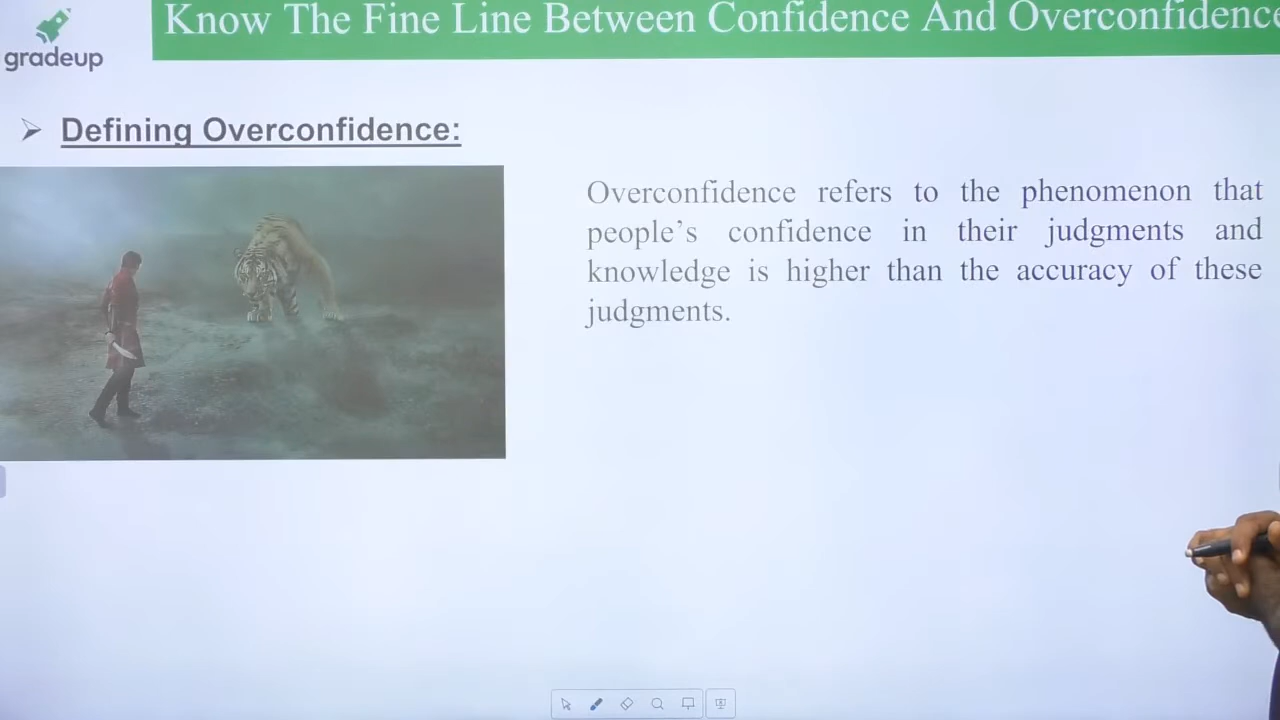 Know The Fine Line Between Confidence And Overconfidence
gradeup
Defining Overconfidence:
Overconfidence refers to the phenomenon that
people’s confidence in their judgments and
knowledge is higher than the accuracy of these
judgments.